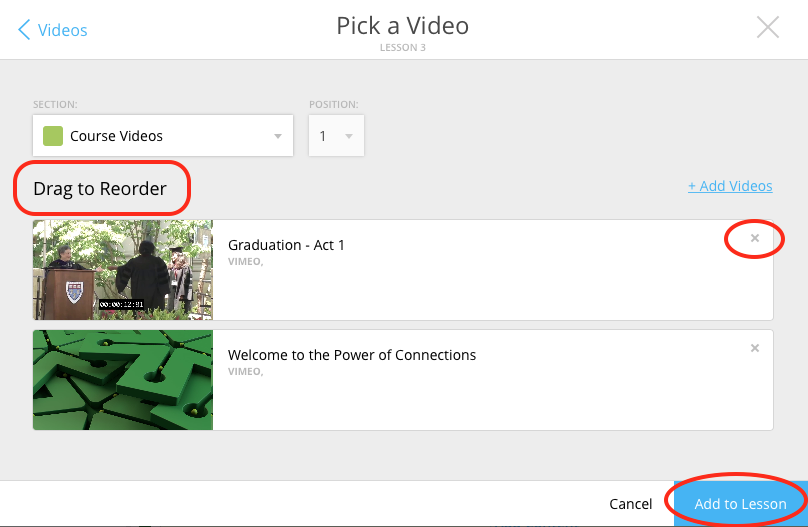 Videos
Pick a Video
LESSON 3
SECTION:
POSITION:
Course Videos
1
Drag to Reorder
+ Add Videos
Graduation - Act 1
VIMEO,
00:00:12:81
Welcome to the Power of Connections
VIMEO,
Cancel
Add to Lesson